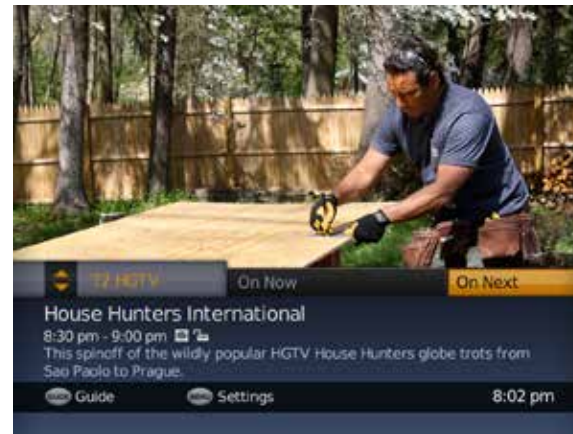 72 HGTV On Now On Next
House Hunters International
8:30 pm - 9:00 pm
This spinoff of the wildly popular HGTV House Hunters globe trots from
Sao Paolo to Prague.
Guide Settings 8:02 pm